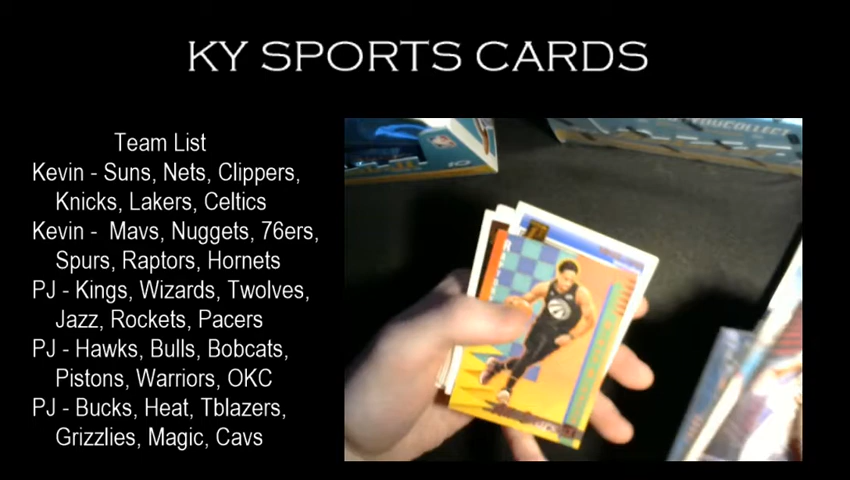 KY SPORTS CARDS
Team List
Kevin - Suns, Nets, Clippers,
Knicks, Lakers, Celtics
Kevin - Mavs, Nuggets, 76ers,
Spurs, Raptors, Hornets
PJ - Kings, Wizards, Twolves,
Jazz, Rockets, Pacers
PJ - Hawks, Bulls, Bobcats,
Pistons, Warriors, OKC
PJ - Bucks, Heat, Tblazers,
Grizzlies, Magic, Cavs